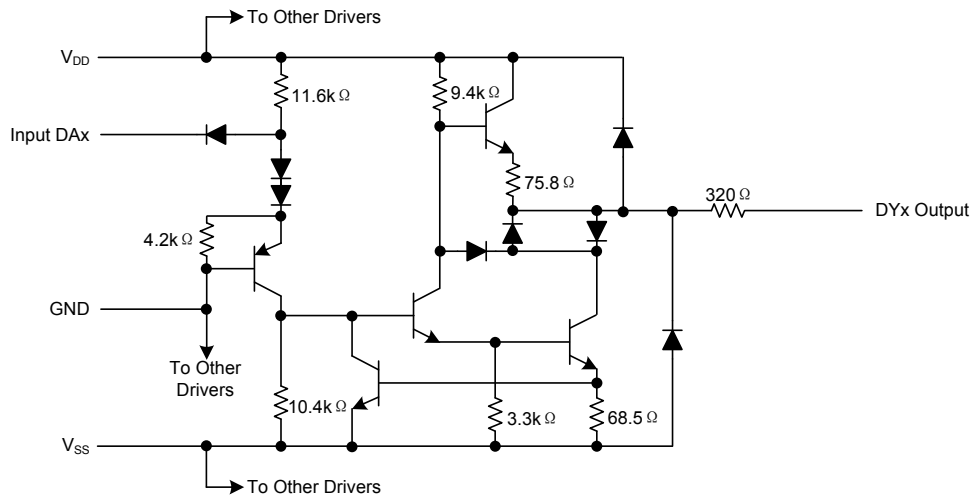 To Other Drivers
VDD
11.6k Ω
9.4k Ω
Input DAx
75.8 Ω
320 Ω
DYx Output
4.2k Ω
GND
To Other
Drivers
10.4k Ω
3.3k Ω
68.5 Ω
VSS
To Other Drivers